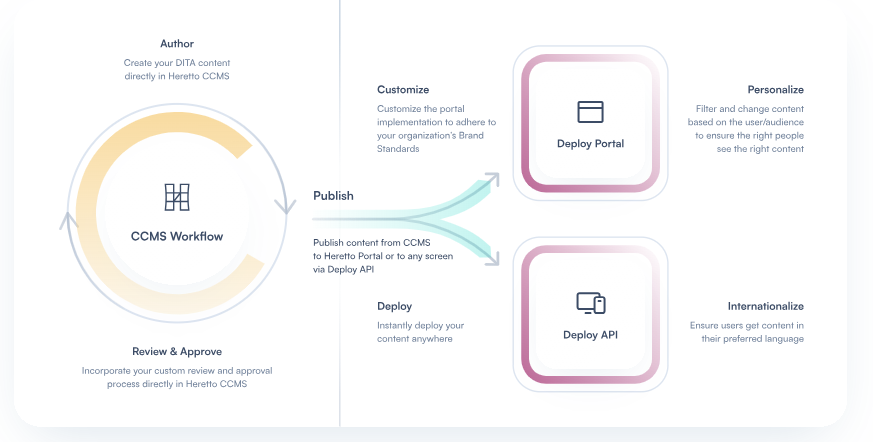 Author
Create your DITA content
directly in Heretto CCMS
CCMS Workflow
Review & Approve
Incorporate your custom review and approval
process directly in Heretto CCMS
Publish
Publish content from CCMS
to Heretto Portal or to any screen
via Deploy API
Customize
Customize the portal
implementation to adhere to
your organization's Brand
Standards
Deploy Portal
Personalize
Filter and change content
based on the user/audience
to ensure the right people
see the right content
Deploy
Instantly deploy your
content anywhere
Deploy API
Internationalize
Ensure users get content in
their preferred language